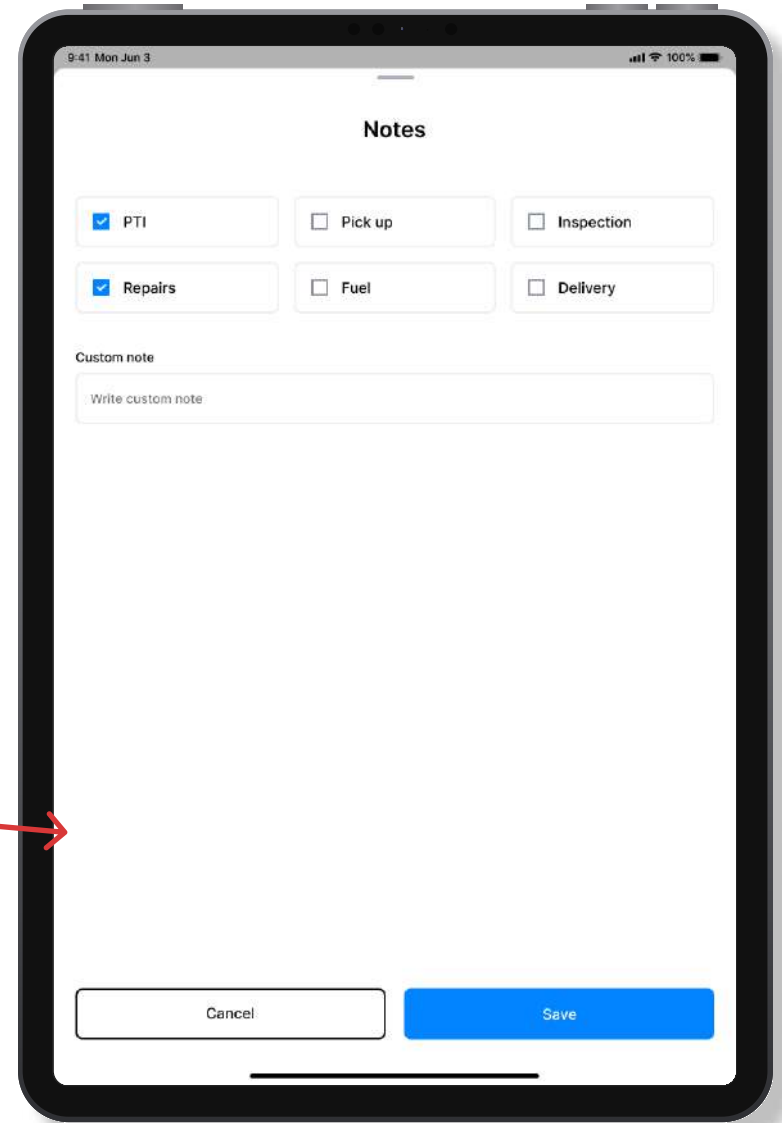 9:41 Mon Jun 3 100%
Notes
PTI Pick up Inspection
Repairs Fuel Delivery
Custom note
Write custom note
Cancel Save